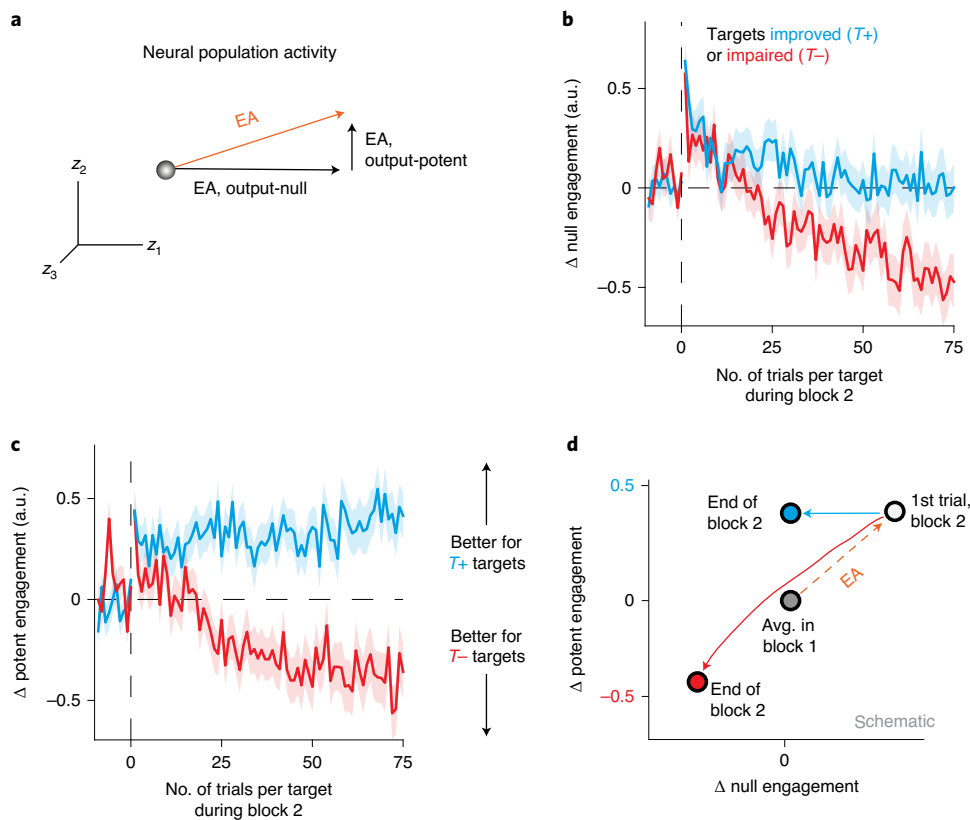 a
Neural population activity
EA
EA,
output-potent
EA, output-null
z2
z1
z3
b
Targets improved (T+)
or impaired (T–)
Δ null engagement (a.u.)
0.5
0
–0.5
0
25
50
75
No. of trials per target
during block 2
c
Δ potent engagement (a.u.)
0.5
0
–0.5
0
25
50
75
No. of trials per target
during block 2
Better for
T+ targets
Better for
T– targets
d
Δ potent engagement
0.5
0
–0.5
End of
block 2
1st trial,
block 2
EA
Avg. in
block 1
End of
block 2
Schematic
0
Δ null engagement